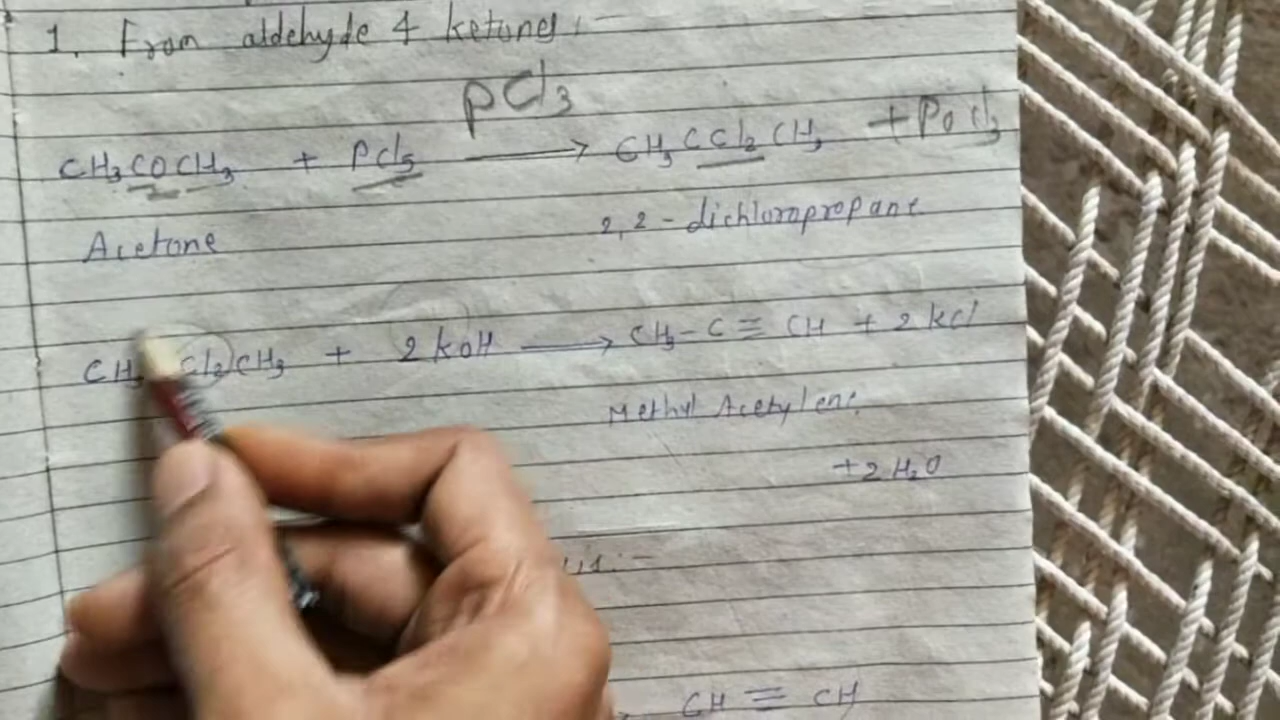 1. From aldehyde & ketones :-
PCl3
CH3COCH3 + PCl5 ⟶ CH3CCl2CH3 + POCl3
Acetone 2,2-dichloropropane
CH3 Cl2CH3 + 2KOH ⟶ CH3-C≡CH + 2KCl
Methyl Acetylene
+2H2O
is:-
CH≡CH